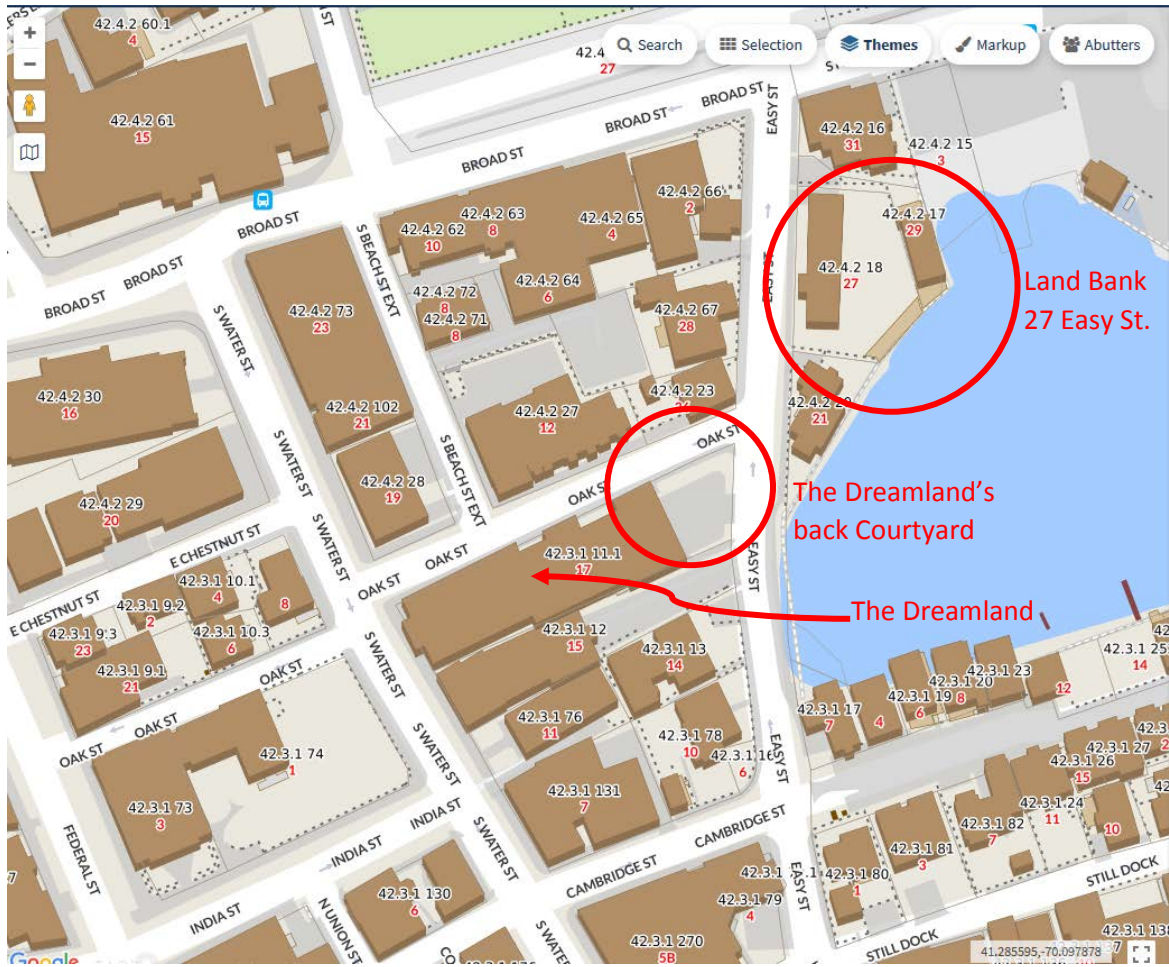 42.4.2 60.1
4
42.4
27
Search
Selection
Themes
Markup
Abutters
42.4.2 61
15
BROAD ST
BROAD ST
BROAD ST
BROAD ST
BROAD ST
BROAD ST
EASY ST
42.4.2 16
31
42.4.2 15
3
42.4.2 66
2
42.4.2 63
8
42.4.2 65
4
42.4.2 62
10
42.4.2 17
29
42.4.2 18
27
EASY ST
Land Bank
27 Easy St.
S BEACH ST EXT
42.4.2 64
6
42.4.2 72
8
42.4.2 71
8
42.4.2 73
23
42.4.2 67
28
S WATER ST
42.4.2 30
16
42.4.2 102
21
42.4.2 27
12
42.4.2 23
42.4.2 20
21
OAK ST
S BEACH ST EXT
S WATER ST
42.4.2 28
19
42.4.2 29
20
OAK ST
The Dreamland's
back Courtyard
E CHESTNUT ST
S WATER ST
OAK ST
42.3.1 11.1
17
EASY ST
OAK ST
The Dreamland
E CHESTNUT ST
42.3.1 10.1
4
8
42.3.1 9.2
2
42.3.1 9.3
23
42.3.1 10.3
6
42.3.1 9.1
21
OAK ST
S WATER ST
42.3.1 12
15
42.3.1 13
14
42.3.1 25
14
42.3.1 23
42.3.1 20
8
12
42.3.1 19
6
42.3.1 17
7
4
OAK ST
OAK ST
42.3.1 76
11
42.3.1 78
10
42.3.1 16
6
EASY ST
42.3.1 74
1
S WATER ST
42.3.1 27
42.3.1 26
15
42.3.1 131
7
42.3.1 24
11
10
42.3.1 73
3
INDIA ST
INDIA ST
S WATER ST
CAMBRIDGE ST
42.3.1 82
7
42.3.1 81
3
42.3.1 80
1
FEDERAL ST
CAMBRIDGE ST
EASY ST
STILL DOCK
42.3.1 130
6
42.3.1 79
4
INDIA ST
N UNION ST
S WATER
42.3.1 270
5B
STILL DOCK
41.285595,-70.097878
Google